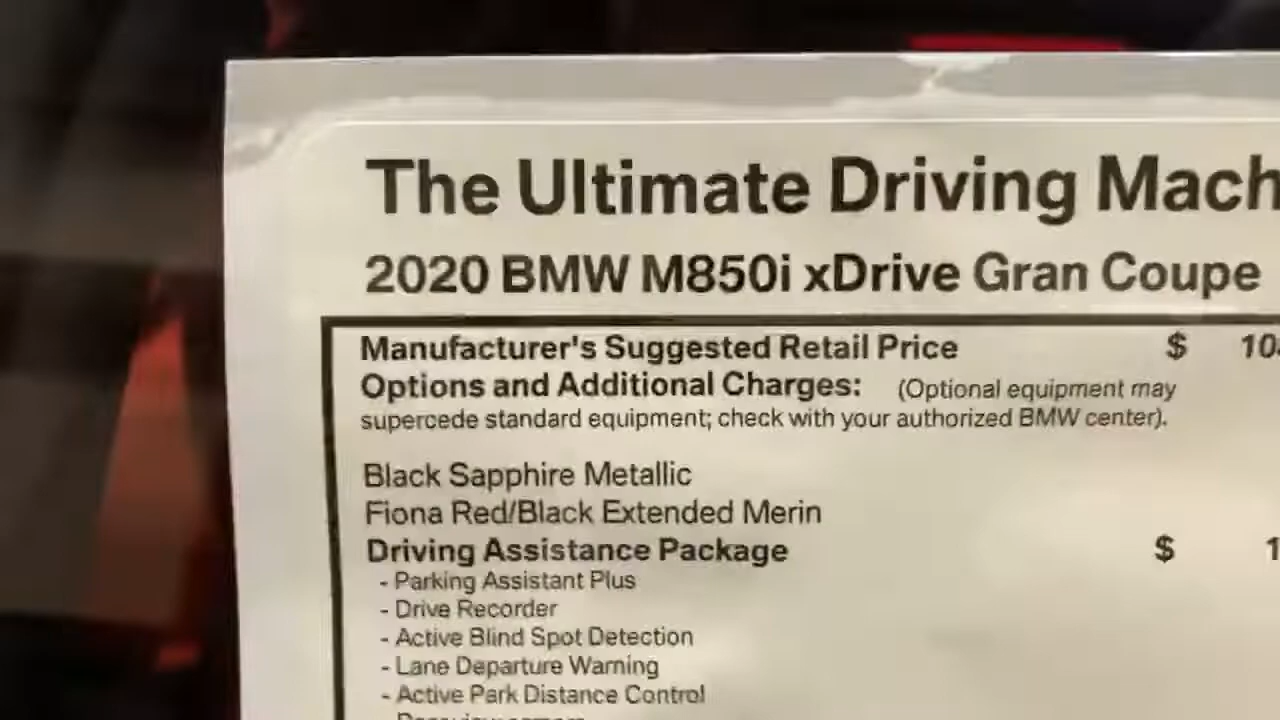 The Ultimate Driving Mach
2020 BMW M850i xDrive Gran Coupe
Manufacturer's Suggested Retail Price $ 10
Options and Additional Charges: (Optional equipment may
supercede standard equipment; check with your authorized BMW center).
Black Sapphire Metallic
Fiona Red/Black Extended Merin
Driving Assistance Package $ 1
- Parking Assistant Plus
- Drive Recorder
- Active Blind Spot Detection
- Lane Departure Warning
- Active Park Distance Control